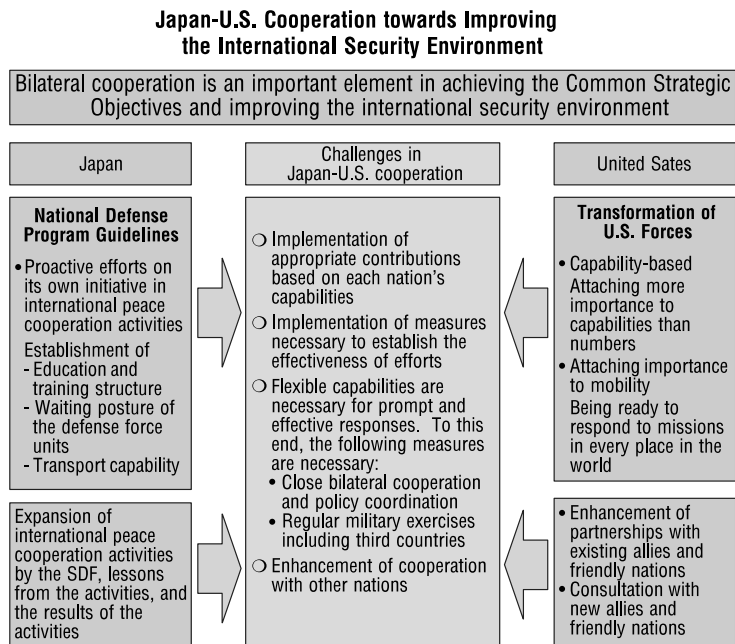 Japan-U.S. Cooperation towards Improving
the International Security Environment
Bilateral cooperation is an important element in achieving the Common Strategic
Objectives and improving the international security environment
Japan
National Defense
Program Guidelines
• Proactive efforts on
its own initiative in
international peace
cooperation activities
Establishment of
- Education and
training structure
- Waiting posture of
the defense force
units
- Transport capability
Expansion of
international peace
cooperation activities
by the SDF, lessons
from the activities, and
the results of the
activities
Challenges in
Japan-U.S. cooperation
❍ Implementation of
appropriate contributions
based on each nation's
capabilities
❍ Implementation of measures
necessary to establish the
effectiveness of efforts
❍ Flexible capabilities are
necessary for prompt and
effective responses. To this
end, the following measures
are necessary:
• Close bilateral cooperation
and policy coordination
• Regular military exercises
including third countries
❍ Enhancement of cooperation
with other nations
United Sates
Transformation of
U.S. Forces
• Capability-based
Attaching more
importance to
capabilities than
numbers
• Attaching importance
to mobility
Being ready to
respond to missions
in every place in the
world
• Enhancement of
partnerships with
existing allies and
friendly nations
• Consultation with
new allies and
friendly nations